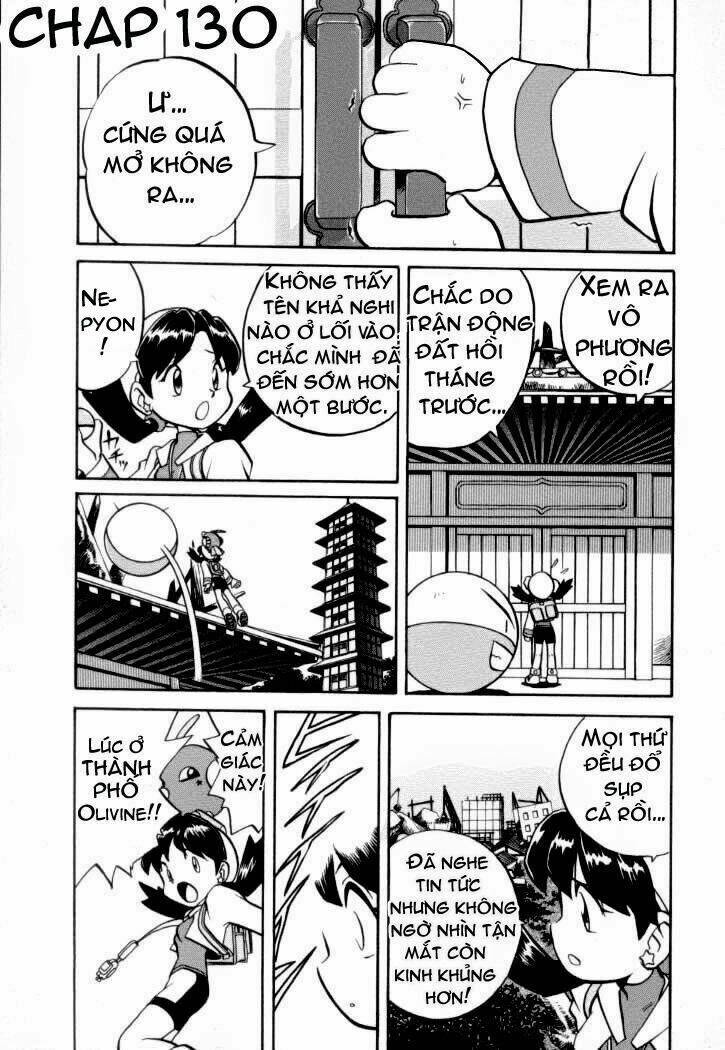 CHAP 130
Ư...
CỨNG QUÁ
MỞ KHÔNG
RA...
XEM RA
VÔ
PHƯƠNG
RỒI!
CHẮC DO
TRẬN ĐỘNG
ĐẤT HỒI
THÁNG
TRƯỚC...
KHÔNG THẤY
TÊN KHẢ NGHI
NÀO Ở LỐI VÀO,
CHẮC MÌNH ĐÃ
ĐẾN SỚM HƠN
MỘT BƯỚC.
NE-
PYON
!
MỌI THỨ
ĐỀU ĐỔ
SỤP
CẢ RỒI...
ĐÃ NGHE
TIN TỨC
NHƯNG KHÔNG
NGỜ NHÌN TẬN
MẮT CÒN
KINH KHỦNG
HƠN!
CẢM
GIÁC
NÀY!
LÚC Ở
THÀNH
PHỐ
OLIVINE!!